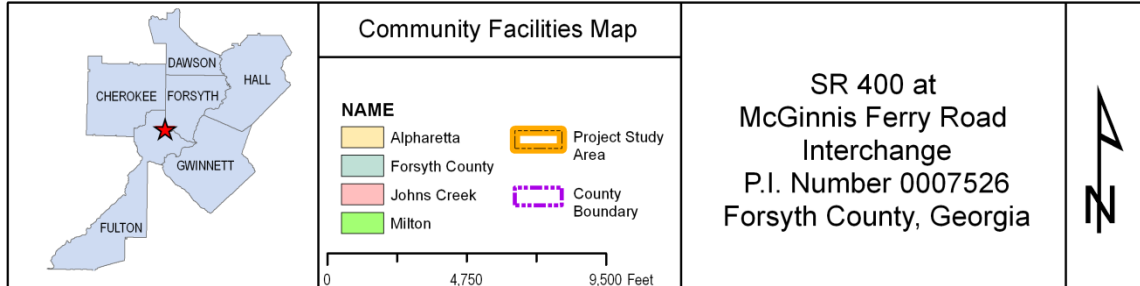 DAWSON
HALL
CHEROKEE
FORSYTH
GWINNETT
FULTON
Community Facilities Map
NAME
Alpharetta
Forsyth County
Johns Creek
Milton
Project Study
Area
County
Boundary
0 4,750 9,500 Feet
SR 400 at
McGinnis Ferry Road
Interchange
P.I. Number 0007526
Forsyth County, Georgia
N